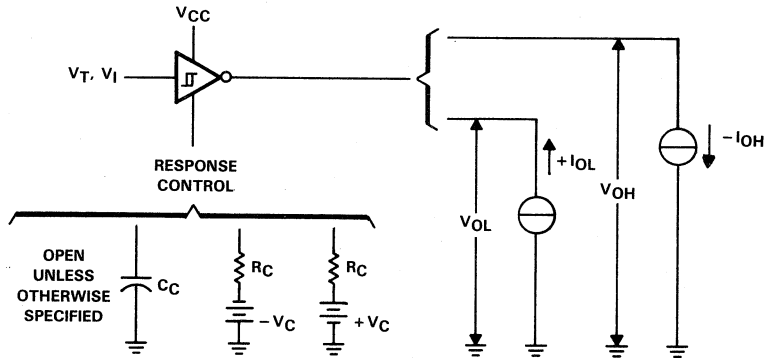 VCC
VT, VI
RESPONSE
CONTROL
OPEN
UNLESS
OTHERWISE
SPECIFIED
CC
RC
− VC
RC
+ VC
VOL
+IOL
VOH
− IOH